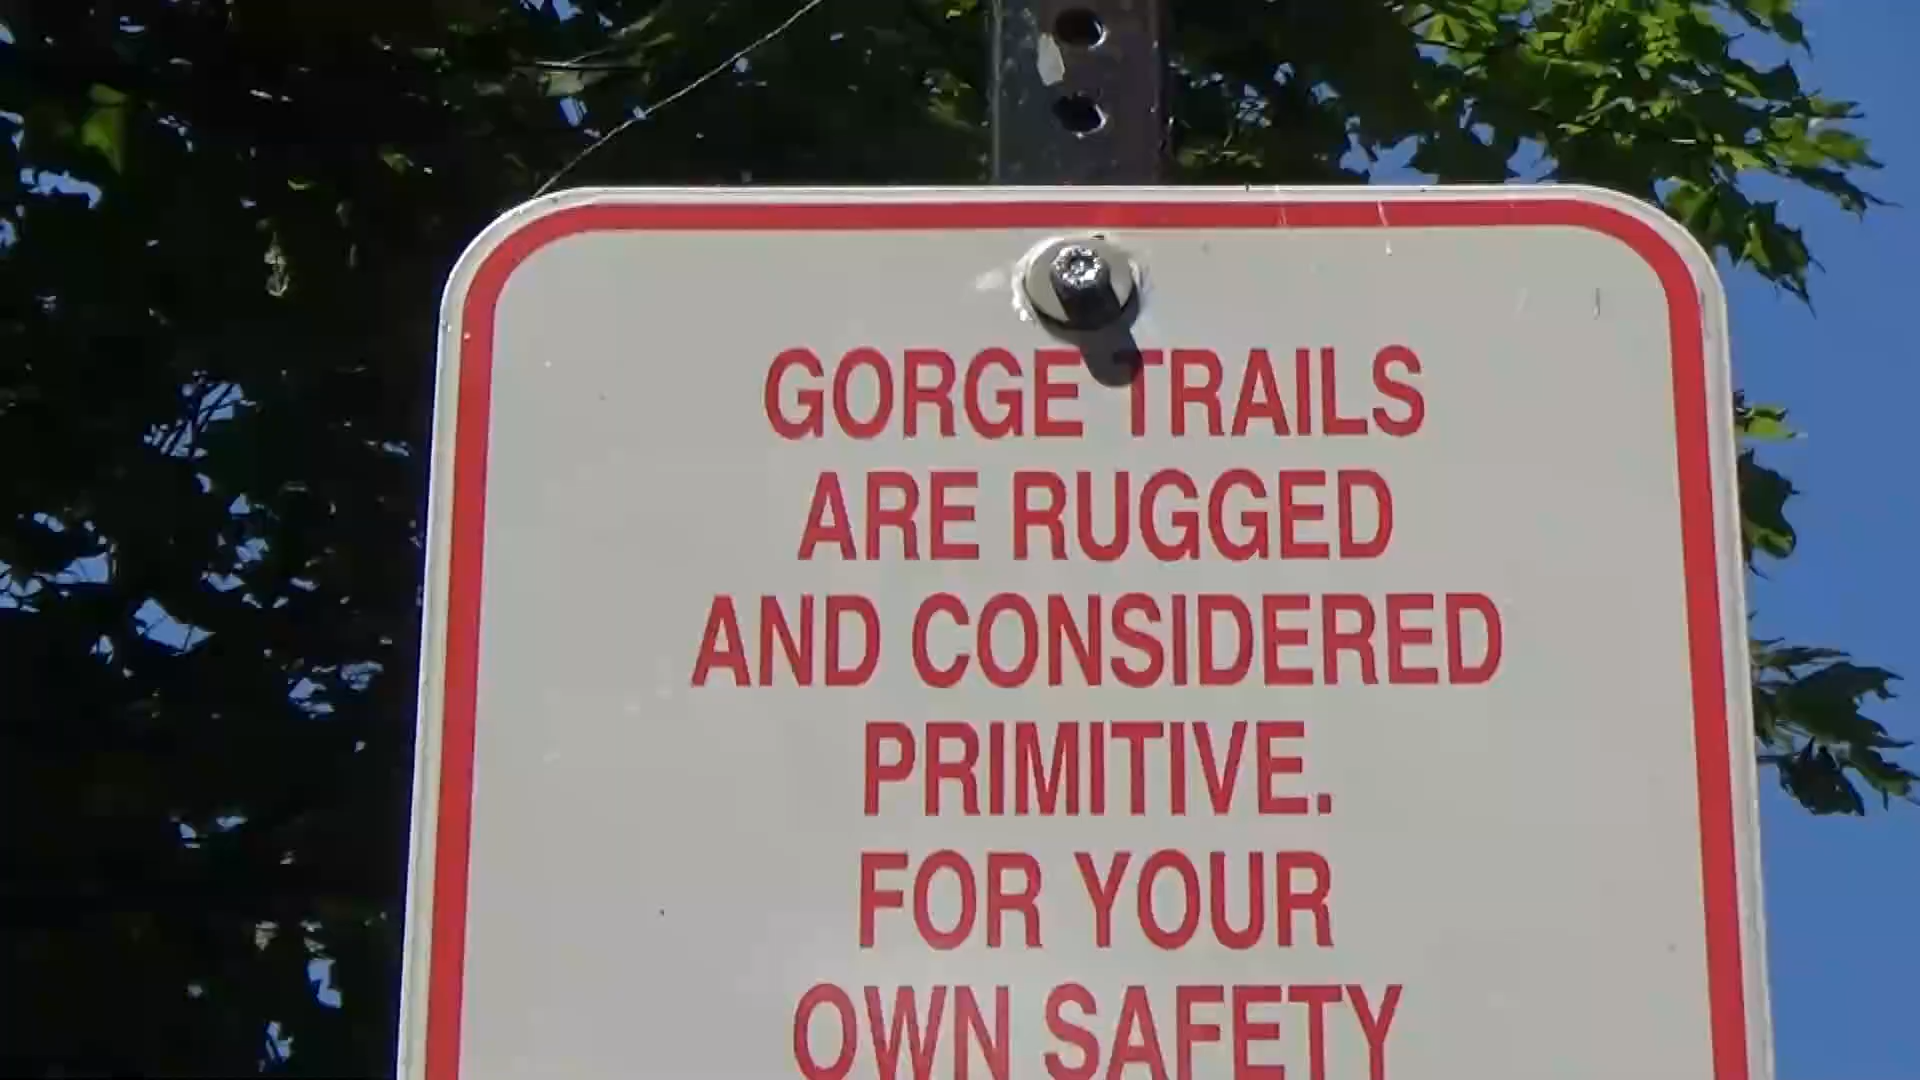 GORGE TRAILS
ARE RUGGED
AND CONSIDERED
PRIMITIVE.
FOR YOUR
OWN SAFETY